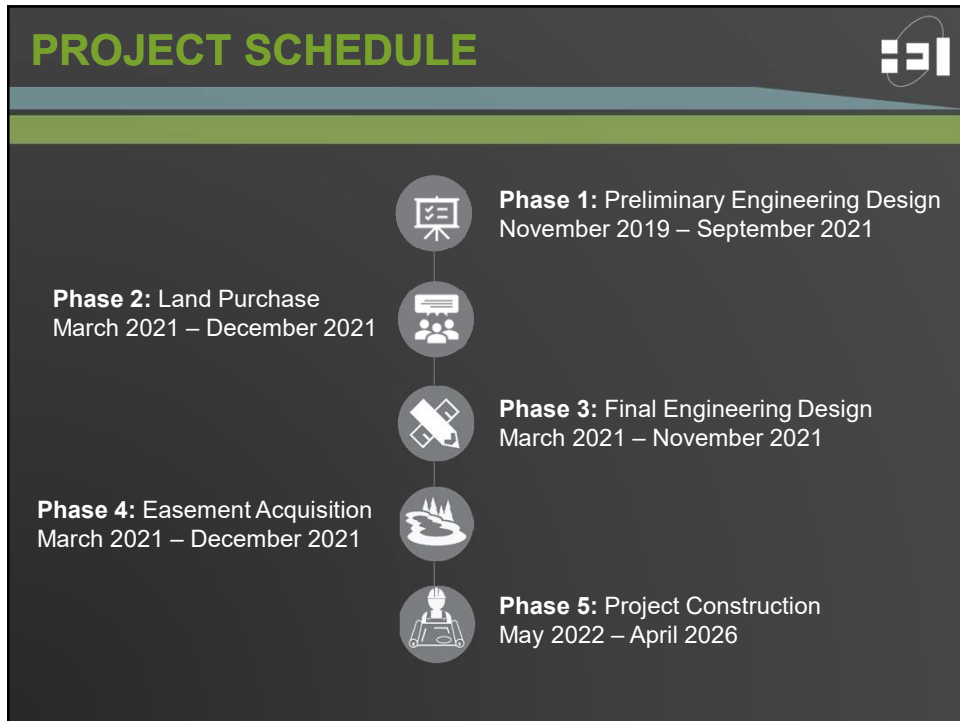 PROJECT SCHEDULE
Phase 1: Preliminary Engineering Design
November 2019 – September 2021
Phase 2: Land Purchase
March 2021 – December 2021
Phase 3: Final Engineering Design
March 2021 – November 2021
Phase 4: Easement Acquisition
March 2021 – December 2021
Phase 5: Project Construction
May 2022 – April 2026